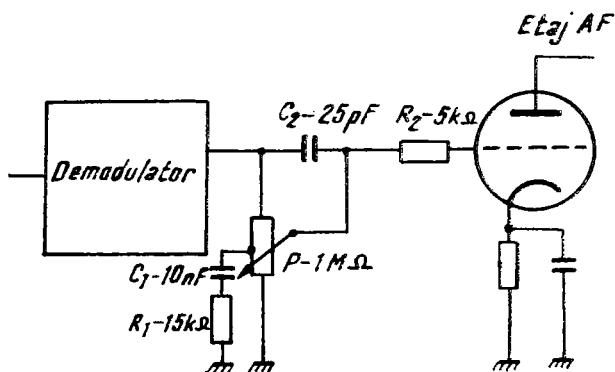 Etaj AF
C₂-25pF
R₂-5kΩ
Demodulator
C₁-10nF
P-1MΩ
R₁-15kΩ